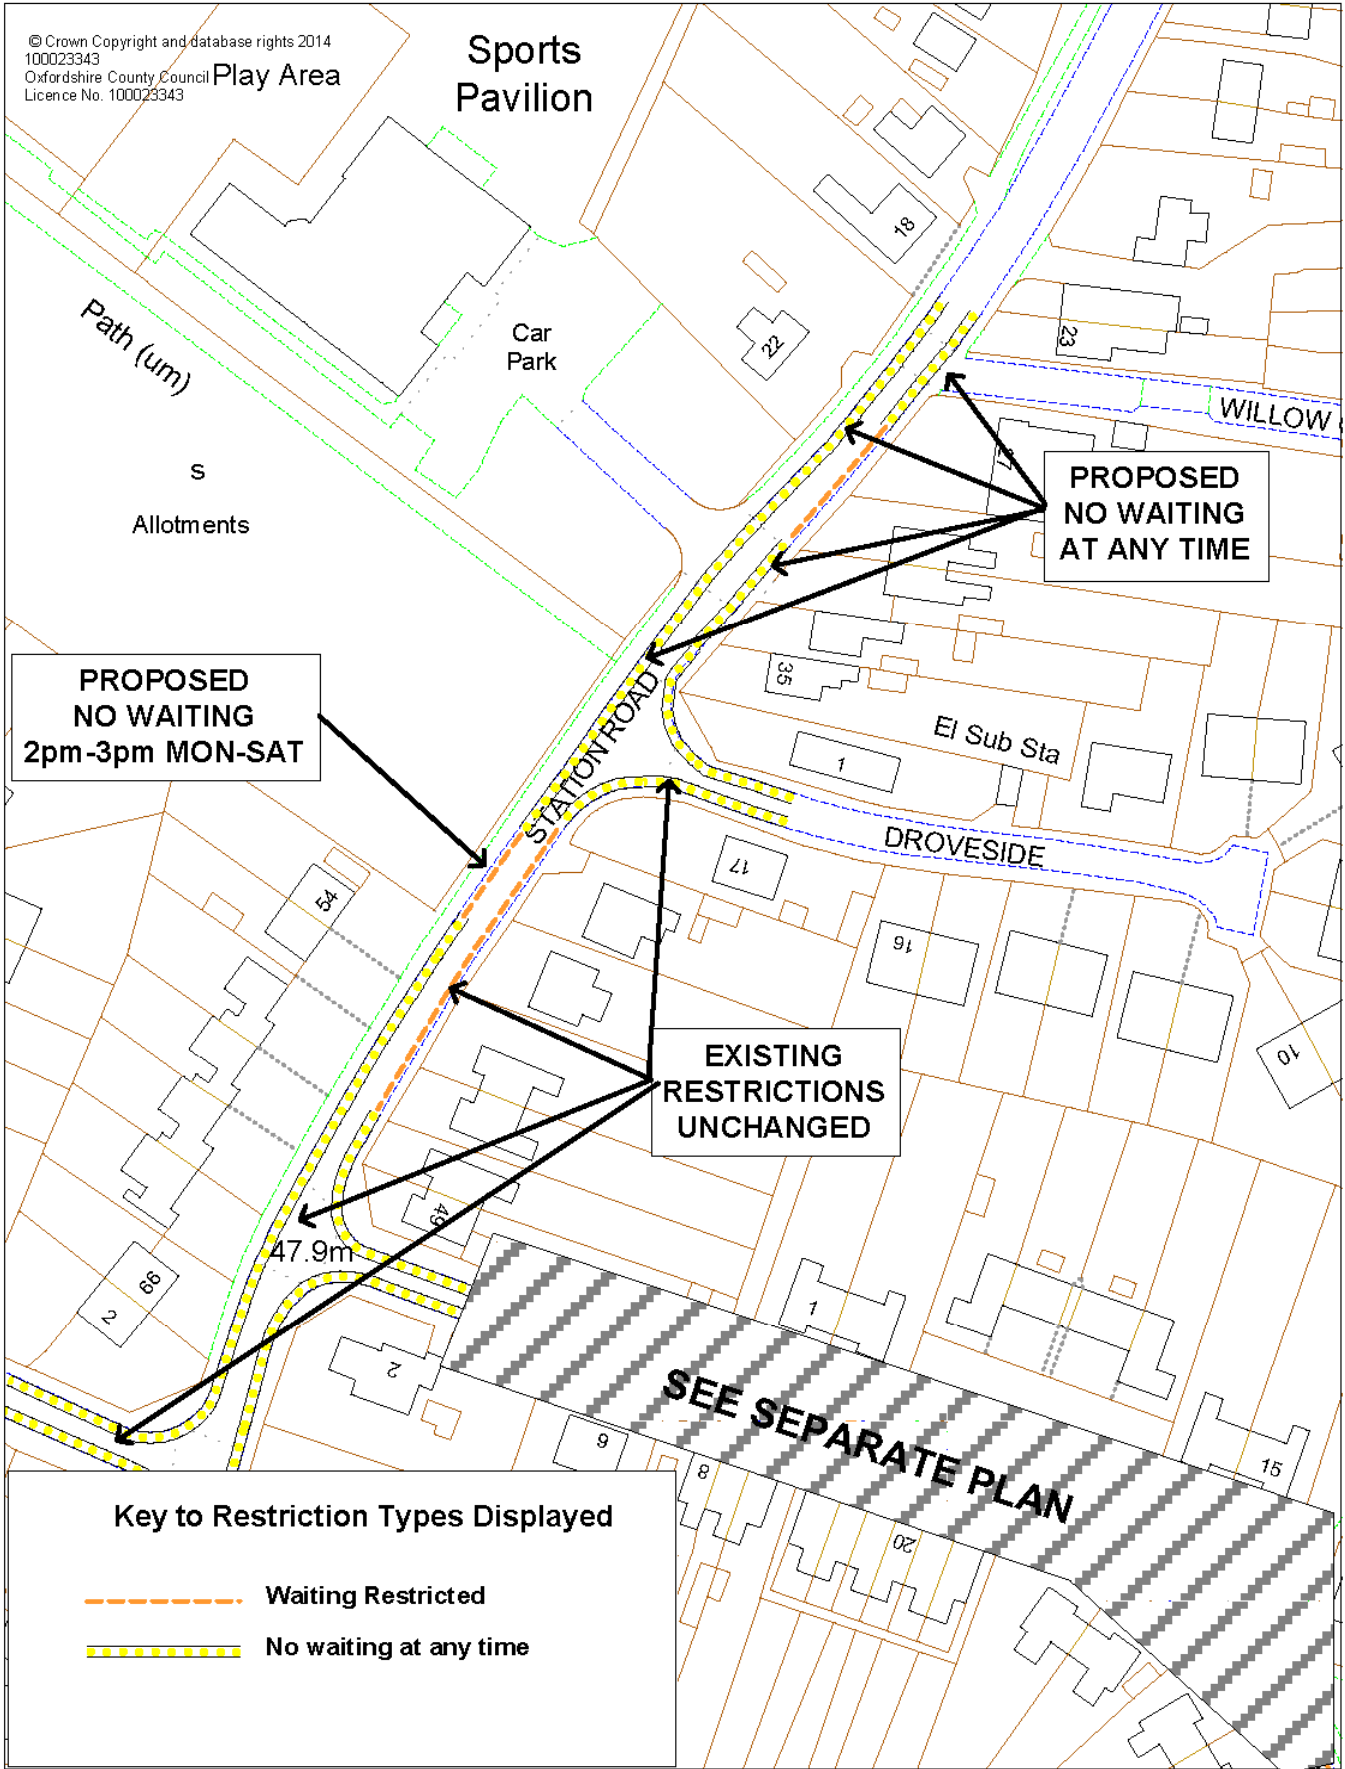 © Crown Copyright and database rights 2014
100023343
Oxfordshire County Council
Licence No. 100023343
Play Area
Sports
Pavilion
18
22
23
Car
Park
Path (um)
WILLOW
s
Allotments
PROPOSED
NO WAITING
AT ANY TIME
35
PROPOSED
NO WAITING
2pm-3pm MON-SAT
STATION ROAD
El Sub Sta
1
DROVESIDE
17
54
16
10
EXISTING
RESTRICTIONS
UNCHANGED
49
47.9m
66
2
1
2
SEE SEPARATE PLAN
9
8
20
15
Key to Restriction Types Displayed
Waiting Restricted
No waiting at any time